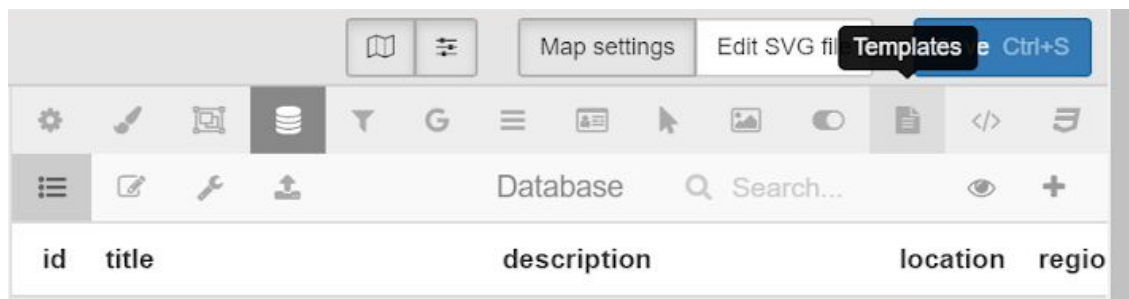 Map settings Edit SVG fil Templates e Ctrl+S
G
Database Search...
id title description location regio